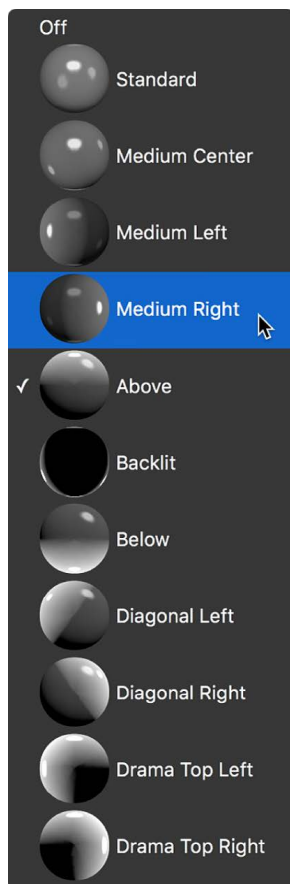 Off
Standard
Medium Center
Medium Left
Medium Right
Above
Backlit
Below
Diagonal Left
Diagonal Right
Drama Top Left
Drama Top Right